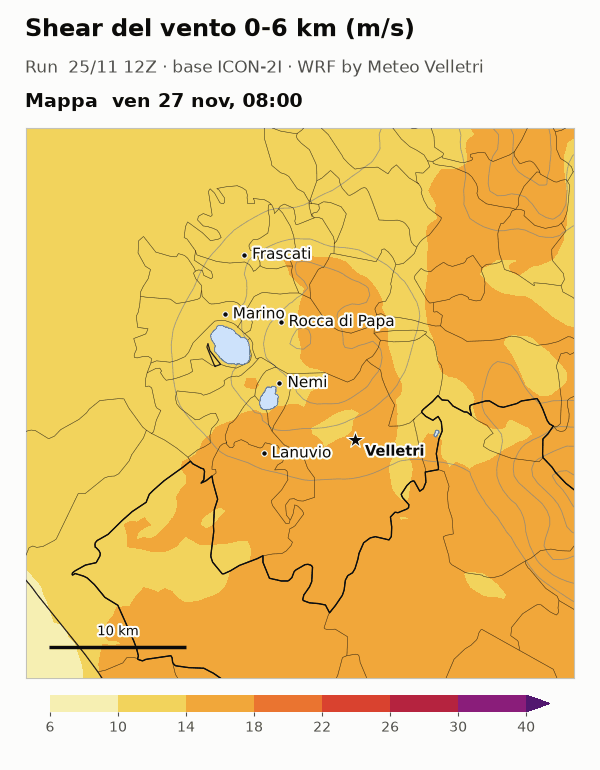 Shear del vento 0-6 km (m/s)
Run  25/11 12Z · base ICON-2I · WRF by Meteo Velletri
Mappa  ven 27 nov, 08:00
Frascati
Marino
Rocca di Papa
Nemi
Velletri
Lanuvio
10 km
6 10 14 18 22 26 30 40